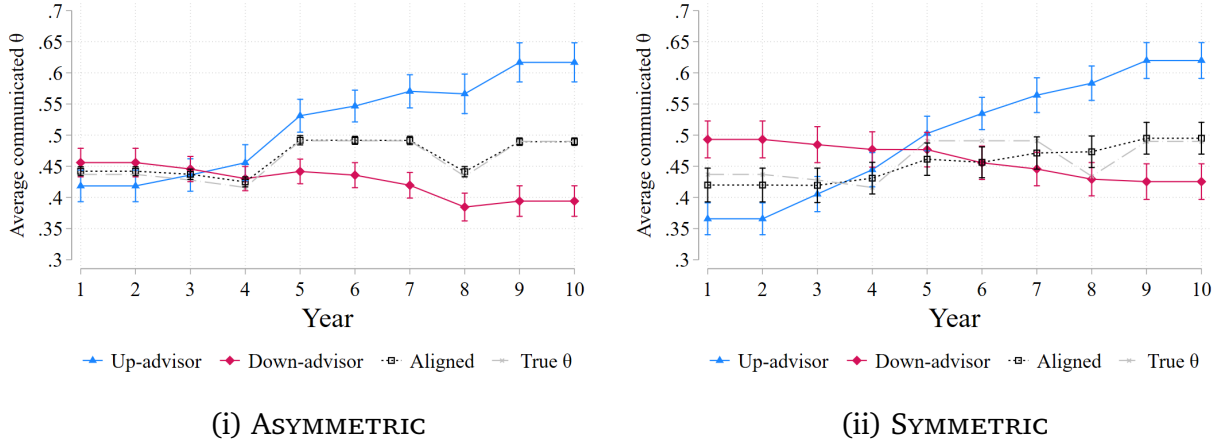 Average communicated θ
.7
.65
.6
.55
.5
.45
.4
.35
.3
1 2 3 4 5 6 7 8 9 10
Year
Up-advisor Down-advisor Aligned True θ
(i) ASYMMETRIC
Average communicated θ
.7
.65
.6
.55
.5
.45
.4
.35
.3
1 2 3 4 5 6 7 8 9 10
Year
Up-advisor Down-advisor Aligned True θ
(ii) SYMMETRIC